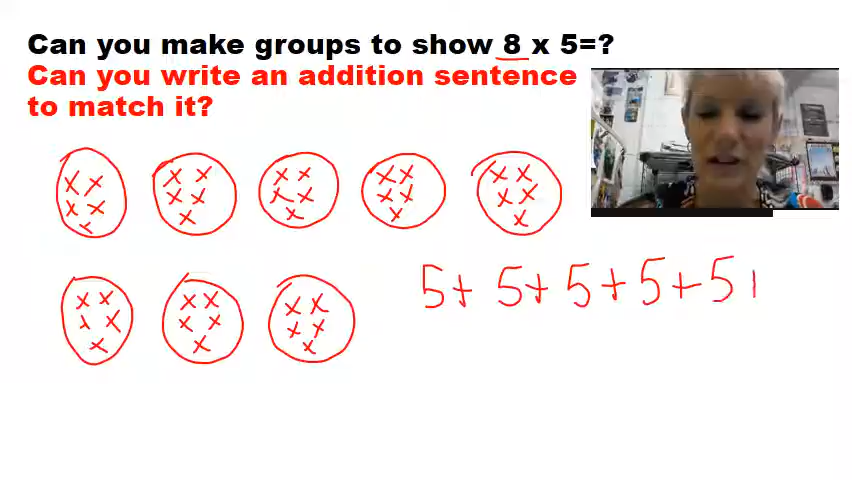 Can you make groups to show 8 x 5=?
Can you write an addition sentence
to match it?
x x x x x x x x x x
x x x x x x x x x x
x x x x x
5+ 5+ 5+5+5 |
x x x x x x
x x x x x x
x x x